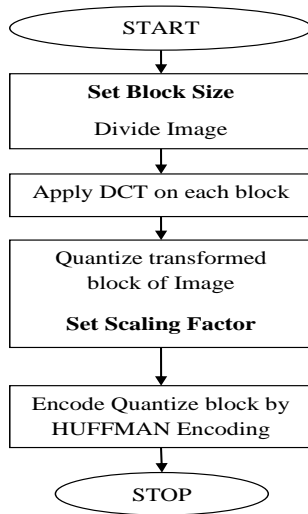 START
Set Block Size
Divide Image
Apply DCT on each block
Quantize transformed
block of Image
Set Scaling Factor
Encode Quantize block by
HUFFMAN Encoding
STOP